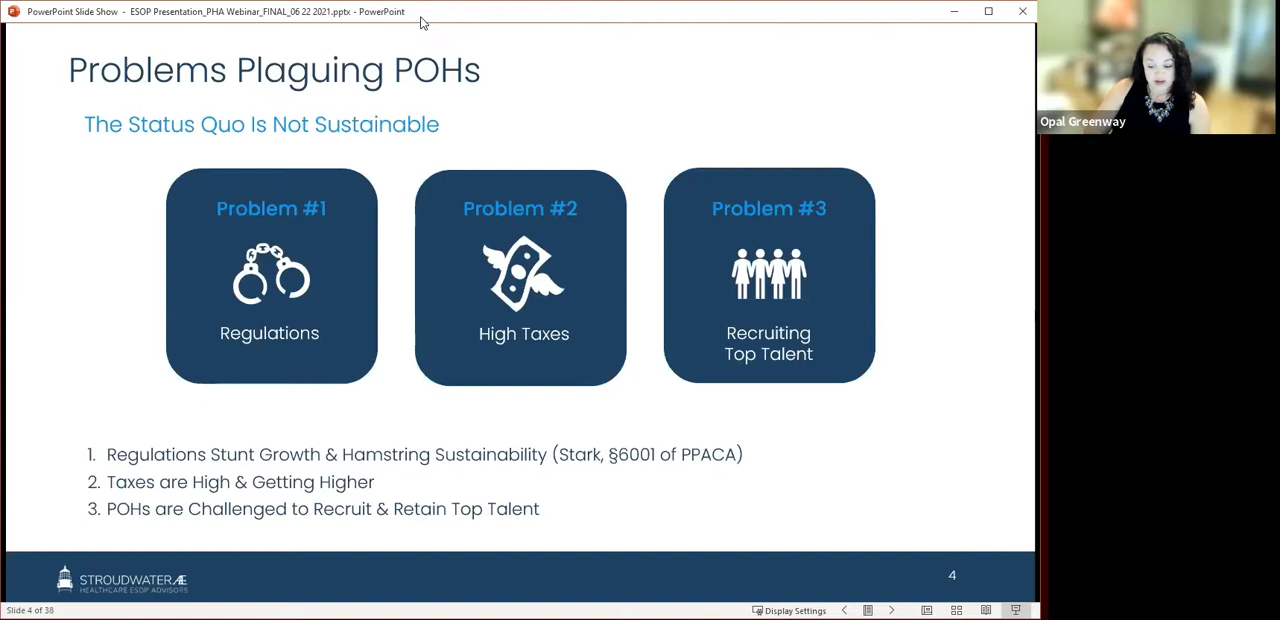 PowerPoint Slide Show - ESOP Presentation_PHA Webinar_FINAL_06 22 2021.pptx - PowerPoint
Opal Greenway
Problems Plaguing POHs
The Status Quo Is Not Sustainable
Problem #1
Regulations
Problem #2
High Taxes
Problem #3
Recruiting
Top Talent
1. Regulations Stunt Growth & Hamstring Sustainability (Stark, §6001 of PPACA)
2. Taxes are High & Getting Higher
3. POHs are Challenged to Recruit & Retain Top Talent
STROUDWATER Æ
HEALTHCARE ESOP ADVISORS
4
Slide 4 of 38
Display Settings